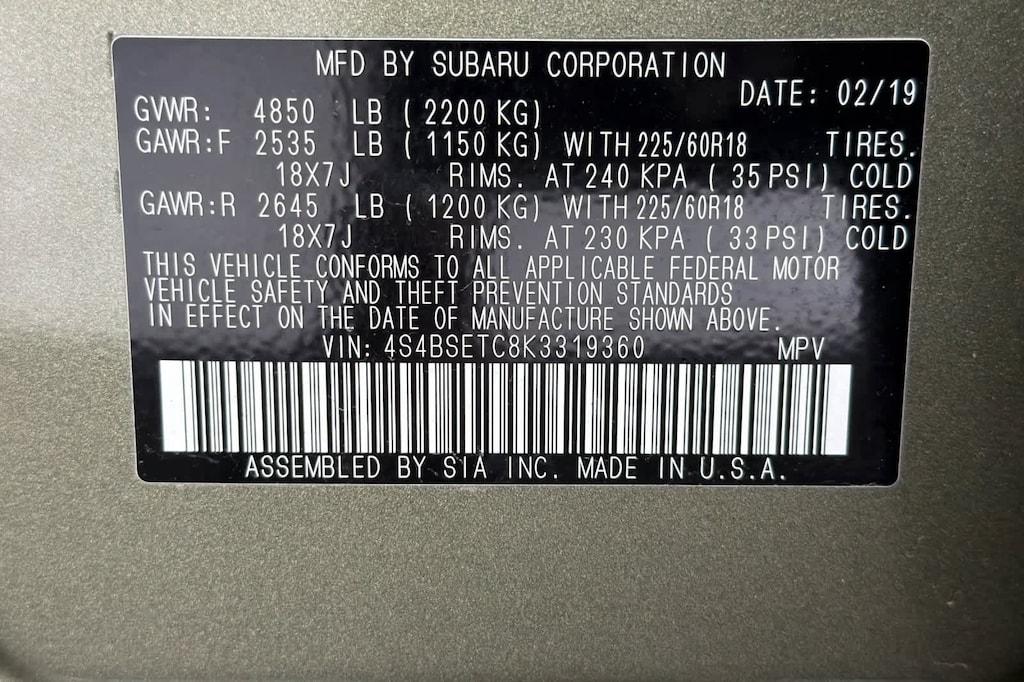 MFD BY SUBARU CORPORATION
DATE: 02/19
GVWR: 4850 LB (2200 KG)
GAWR:F 2535 LB (1150 KG) WITH 225/60R18 TIRES.
18X7J RIMS. AT 240 KPA (35 PSI) COLD
GAWR:R 2645 LB (1200 KG) WITH 225/60R18 TIRES.
18X7J RIMS. AT 230 KPA (33 PSI) COLD
THIS VEHICLE CONFORMS TO ALL APPLICABLE FEDERAL MOTOR
VEHICLE SAFETY AND THEFT PREVENTION STANDARDS
IN EFFECT ON THE DATE OF MANUFACTURE SHOWN ABOVE.
VIN: 4S4BSETC8K3319360 MPV
ASSEMBLED BY SIA INC. MADE IN U.S.A.